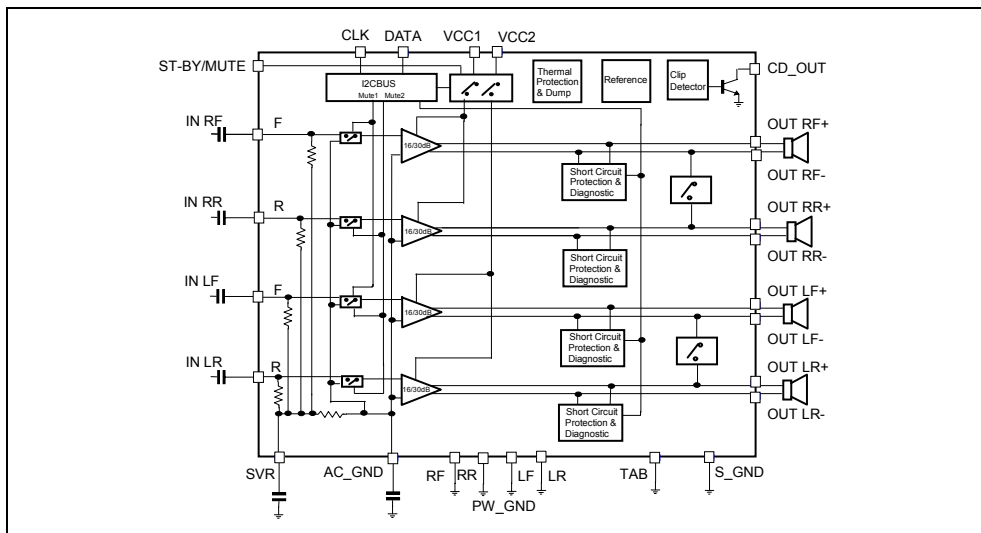 CLK DATA VCC1 VCC2
ST-BY/MUTE
CD_OUT
I2CBUS
Mute1 Mute2
Thermal
Protection
& Dump
Reference
Clip
Detector
IN RF
F
16/30dB
OUT RF+
OUT RF-
Short Circuit
Protection &
Diagnostic
IN RR
R
16/30dB
OUT RR+
OUT RR-
Short Circuit
Protection &
Diagnostic
IN LF
F
16/30dB
OUT LF+
OUT LF-
Short Circuit
Protection &
Diagnostic
IN LR
R
16/30dB
OUT LR+
OUT LR-
Short Circuit
Protection &
Diagnostic
SVR AC_GND RF RR LF LR TAB S_GND
PW_GND